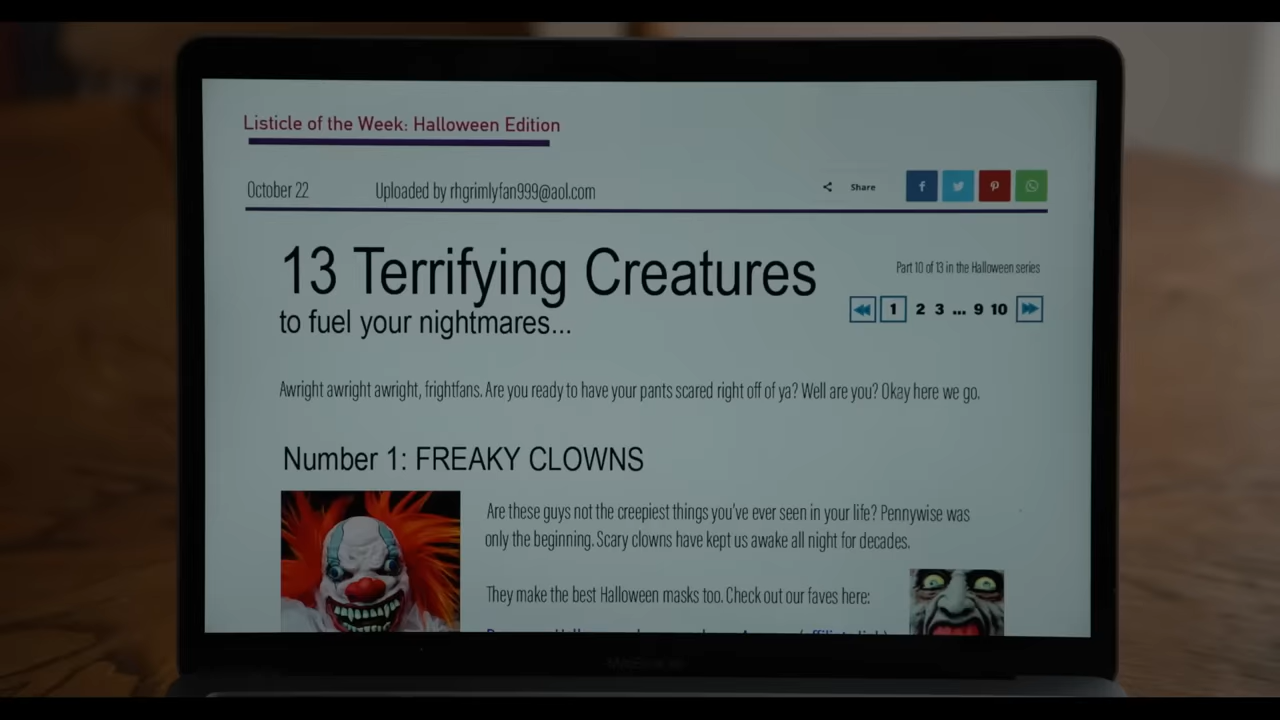 Listicle of the Week: Halloween Edition
October 22 Uploaded by rhgrimlyfan999@aol.com Share
13 Terrifying Creatures
to fuel your nightmares...
Part 10 of 13 in the Halloween series
1 2 3 ... 9 10
Awright awright awright, frightfans. Are you ready to have your pants scared right off of ya? Well are you? Okay here we go.
Number 1: FREAKY CLOWNS
Are these guys not the creepiest things you've ever seen in your life? Pennywise was
only the beginning. Scary clowns have kept us awake all night for decades.
They make the best Halloween masks too. Check out our faves here: